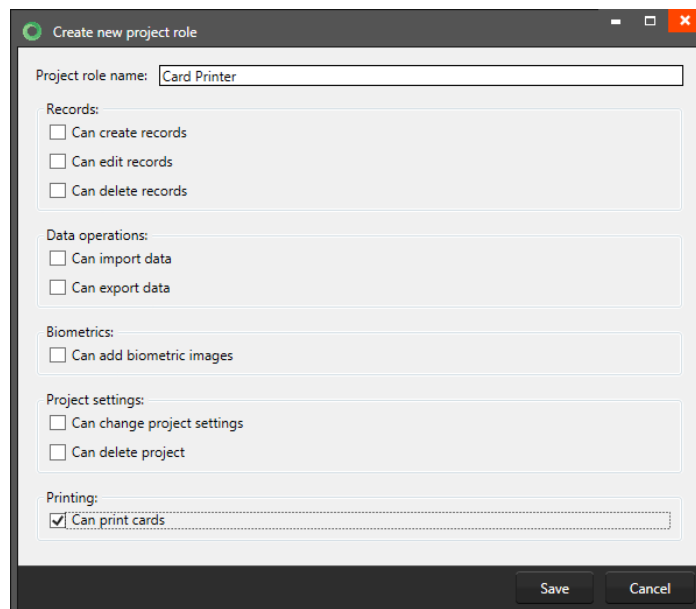 Create new project role
Project role name: Card Printer
Records:
Can create records
Can edit records
Can delete records
Data operations:
Can import data
Can export data
Biometrics:
Can add biometric images
Project settings:
Can change project settings
Can delete project
Printing:
Can print cards
Save Cancel